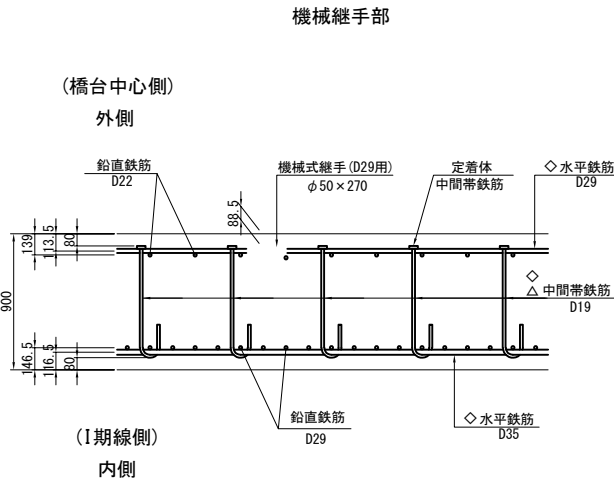 機械継手部
(橋台中心側)
外側
鉛直鉄筋
D22
機械式継手(D29用)
φ50×270
定着体
中間帯鉄筋
◇水平鉄筋
D29
88.5
139
113.5
80
900
◇
△ 中間帯鉄筋
D19
146.5
116.5
80
鉛直鉄筋
D29
◇水平鉄筋
D35
(Ⅰ期線側)
内側